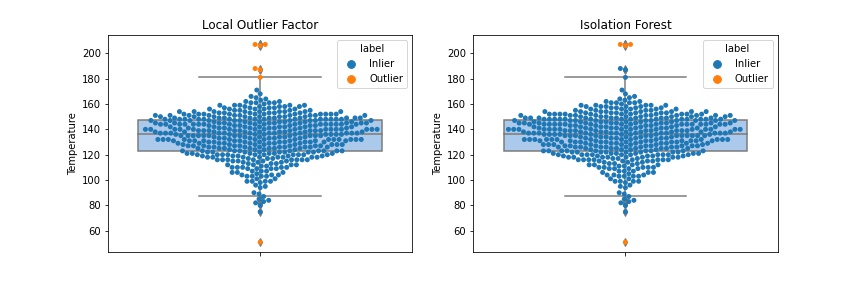 Local Outlier Factor
Temperature
200
180
160
140
120
100
80
60
label
Inlier
Outlier
Isolation Forest
Temperature
200
180
160
140
120
100
80
60
label
Inlier
Outlier